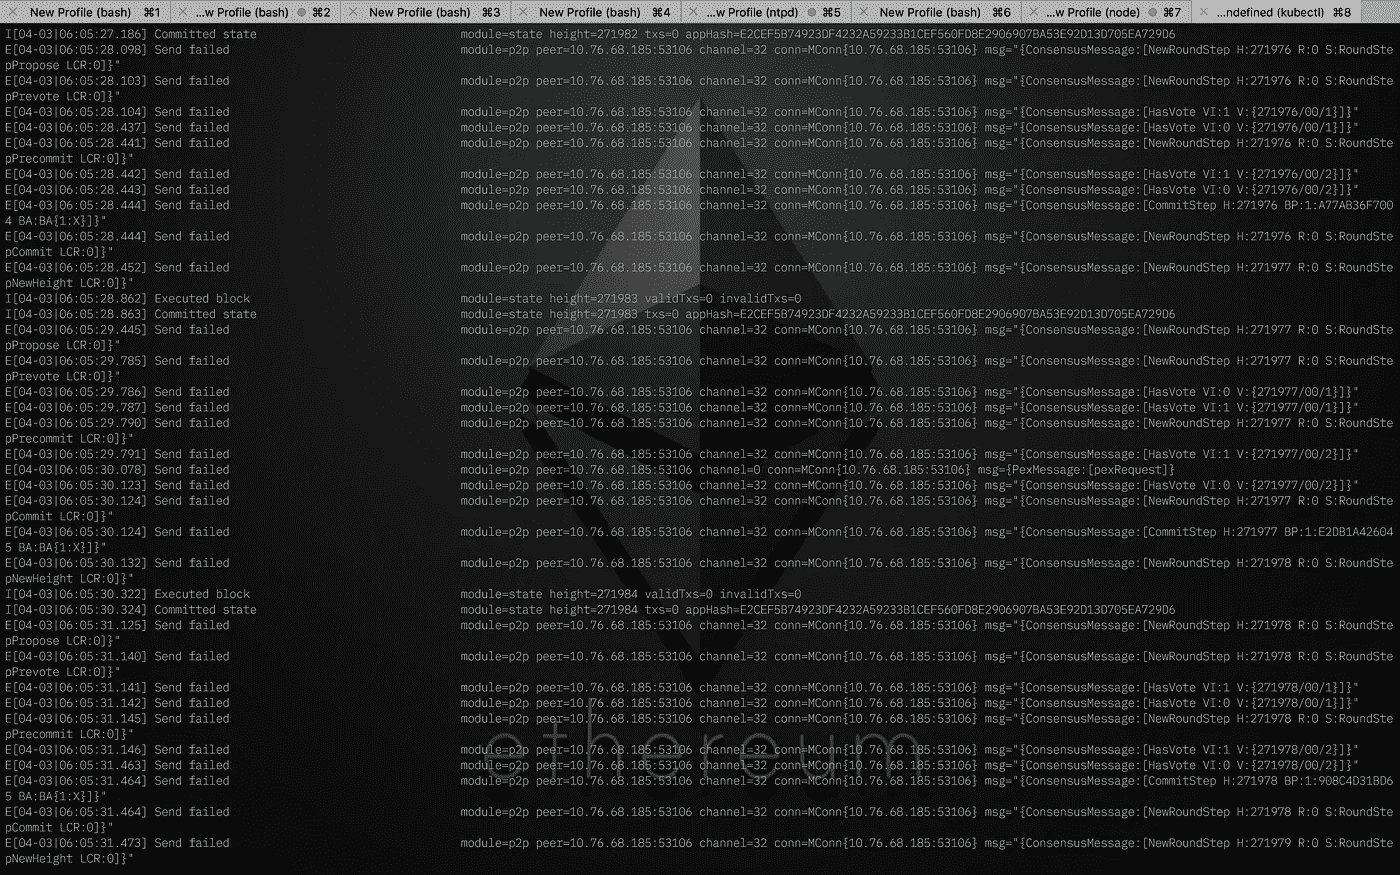 New Profile (bash) ⌘1 ...w Profile (bash) ⌘2 New Profile (bash) ⌘3 New Profile (bash) ⌘4 ...w Profile (ntpd) ⌘5 New Profile (bash) ⌘6 ...w Profile (node) ⌘7 ...ndefined (kubectl) ⌘8
I[04-03|06:05:27.186] Committed state module=state height=271982 txs=0 appHash=E2CEF5B74923DF4232A59233B1CEF560FD8E2906907BA53E92D13D705EA729D6
E[04-03|06:05:28.098] Send failed module=p2p peer=10.76.68.185:53106 channel=32 conn=MConn{10.76.68.185:53106} msg="{ConsensusMessage:[NewRoundStep H:271976 R:0 S:RoundSte
pPropose LCR:0]}"
E[04-03|06:05:28.103] Send failed module=p2p peer=10.76.68.185:53106 channel=32 conn=MConn{10.76.68.185:53106} msg="{ConsensusMessage:[NewRoundStep H:271976 R:0 S:RoundSte
pPrevote LCR:0]}"
E[04-03|06:05:28.104] Send failed module=p2p peer=10.76.68.185:53106 channel=32 conn=MConn{10.76.68.185:53106} msg="{ConsensusMessage:[HasVote VI:1 V:{271976/00/1}]}"
E[04-03|06:05:28.437] Send failed module=p2p peer=10.76.68.185:53106 channel=32 conn=MConn{10.76.68.185:53106} msg="{ConsensusMessage:[HasVote VI:0 V:{271976/00/1}]}"
E[04-03|06:05:28.441] Send failed module=p2p peer=10.76.68.185:53106 channel=32 conn=MConn{10.76.68.185:53106} msg="{ConsensusMessage:[NewRoundStep H:271976 R:0 S:RoundSte
pPrecommit LCR:0]}"
E[04-03|06:05:28.442] Send failed module=p2p peer=10.76.68.185:53106 channel=32 conn=MConn{10.76.68.185:53106} msg="{ConsensusMessage:[HasVote VI:1 V:{271976/00/2}]}"
E[04-03|06:05:28.443] Send failed module=p2p peer=10.76.68.185:53106 channel=32 conn=MConn{10.76.68.185:53106} msg="{ConsensusMessage:[HasVote VI:0 V:{271976/00/2}]}"
E[04-03|06:05:28.444] Send failed module=p2p peer=10.76.68.185:53106 channel=32 conn=MConn{10.76.68.185:53106} msg="{ConsensusMessage:[CommitStep H:271976 BP:1:A77AB36F700
4 BA:BA{1:X}]}"
E[04-03|06:05:28.444] Send failed module=p2p peer=10.76.68.185:53106 channel=32 conn=MConn{10.76.68.185:53106} msg="{ConsensusMessage:[NewRoundStep H:271976 R:0 S:RoundSte
pCommit LCR:0]}"
E[04-03|06:05:28.452] Send failed module=p2p peer=10.76.68.185:53106 channel=32 conn=MConn{10.76.68.185:53106} msg="{ConsensusMessage:[NewRoundStep H:271977 R:0 S:RoundSte
pNewHeight LCR:0]}"
I[04-03|06:05:28.862] Executed block module=state height=271983 validTxs=0 invalidTxs=0
I[04-03|06:05:28.863] Committed state module=state height=271983 txs=0 appHash=E2CEF5B74923DF4232A59233B1CEF560FD8E2906907BA53E92D13D705EA729D6
E[04-03|06:05:29.445] Send failed module=p2p peer=10.76.68.185:53106 channel=32 conn=MConn{10.76.68.185:53106} msg="{ConsensusMessage:[NewRoundStep H:271977 R:0 S:RoundSte
pPropose LCR:0]}"
E[04-03|06:05:29.785] Send failed module=p2p peer=10.76.68.185:53106 channel=32 conn=MConn{10.76.68.185:53106} msg="{ConsensusMessage:[NewRoundStep H:271977 R:0 S:RoundSte
pPrevote LCR:0]}"
E[04-03|06:05:29.786] Send failed module=p2p peer=10.76.68.185:53106 channel=32 conn=MConn{10.76.68.185:53106} msg="{ConsensusMessage:[HasVote VI:0 V:{271977/00/1}]}"
E[04-03|06:05:29.787] Send failed module=p2p peer=10.76.68.185:53106 channel=32 conn=MConn{10.76.68.185:53106} msg="{ConsensusMessage:[HasVote VI:1 V:{271977/00/1}]}"
E[04-03|06:05:29.790] Send failed module=p2p peer=10.76.68.185:53106 channel=32 conn=MConn{10.76.68.185:53106} msg="{ConsensusMessage:[NewRoundStep H:271977 R:0 S:RoundSte
pPrecommit LCR:0]}"
E[04-03|06:05:29.791] Send failed module=p2p peer=10.76.68.185:53106 channel=32 conn=MConn{10.76.68.185:53106} msg="{ConsensusMessage:[HasVote VI:1 V:{271977/00/2}]}"
E[04-03|06:05:30.078] Send failed module=p2p peer=10.76.68.185:53106 channel=0 conn=MConn{10.76.68.185:53106} msg={PexMessage:[pexRequest]}
E[04-03|06:05:30.123] Send failed module=p2p peer=10.76.68.185:53106 channel=32 conn=MConn{10.76.68.185:53106} msg="{ConsensusMessage:[HasVote VI:0 V:{271977/00/2}]}"
E[04-03|06:05:30.124] Send failed module=p2p peer=10.76.68.185:53106 channel=32 conn=MConn{10.76.68.185:53106} msg="{ConsensusMessage:[NewRoundStep H:271977 R:0 S:RoundSte
pCommit LCR:0]}"
E[04-03|06:05:30.124] Send failed module=p2p peer=10.76.68.185:53106 channel=32 conn=MConn{10.76.68.185:53106} msg="{ConsensusMessage:[CommitStep H:271977 BP:1:E2DB1A42604
5 BA:BA{1:X}]}"
E[04-03|06:05:30.132] Send failed module=p2p peer=10.76.68.185:53106 channel=32 conn=MConn{10.76.68.185:53106} msg="{ConsensusMessage:[NewRoundStep H:271978 R:0 S:RoundSte
pNewHeight LCR:0]}"
I[04-03|06:05:30.322] Executed block module=state height=271984 validTxs=0 invalidTxs=0
I[04-03|06:05:30.324] Committed state module=state height=271984 txs=0 appHash=E2CEF5B74923DF4232A59233B1CEF560FD8E2906907BA53E92D13D705EA729D6
E[04-03|06:05:31.125] Send failed module=p2p peer=10.76.68.185:53106 channel=32 conn=MConn{10.76.68.185:53106} msg="{ConsensusMessage:[NewRoundStep H:271978 R:0 S:RoundSte
pPropose LCR:0]}"
E[04-03|06:05:31.140] Send failed module=p2p peer=10.76.68.185:53106 channel=32 conn=MConn{10.76.68.185:53106} msg="{ConsensusMessage:[NewRoundStep H:271978 R:0 S:RoundSte
pPrevote LCR:0]}"
E[04-03|06:05:31.141] Send failed module=p2p peer=10.76.68.185:53106 channel=32 conn=MConn{10.76.68.185:53106} msg="{ConsensusMessage:[HasVote VI:1 V:{271978/00/1}]}"
E[04-03|06:05:31.142] Send failed module=p2p peer=10.76.68.185:53106 channel=32 conn=MConn{10.76.68.185:53106} msg="{ConsensusMessage:[HasVote VI:0 V:{271978/00/1}]}"
E[04-03|06:05:31.145] Send failed module=p2p peer=10.76.68.185:53106 channel=32 conn=MConn{10.76.68.185:53106} msg="{ConsensusMessage:[NewRoundStep H:271978 R:0 S:RoundSte
pPrecommit LCR:0]}"
E[04-03|06:05:31.146] Send failed module=p2p peer=10.76.68.185:53106 channel=32 conn=MConn{10.76.68.185:53106} msg="{ConsensusMessage:[HasVote VI:1 V:{271978/00/2}]}"
ethereum
E[04-03|06:05:31.463] Send failed module=p2p peer=10.76.68.185:53106 channel=32 conn=MConn{10.76.68.185:53106} msg="{ConsensusMessage:[HasVote VI:0 V:{271978/00/2}]}"
E[04-03|06:05:31.464] Send failed module=p2p peer=10.76.68.185:53106 channel=32 conn=MConn{10.76.68.185:53106} msg="{ConsensusMessage:[CommitStep H:271978 BP:1:908C4D31BD6
5 BA:BA{1:X}]}"
E[04-03|06:05:31.464] Send failed module=p2p peer=10.76.68.185:53106 channel=32 conn=MConn{10.76.68.185:53106} msg="{ConsensusMessage:[NewRoundStep H:271978 R:0 S:RoundSte
pCommit LCR:0]}"
E[04-03|06:05:31.473] Send failed module=p2p peer=10.76.68.185:53106 channel=32 conn=MConn{10.76.68.185:53106} msg="{ConsensusMessage:[NewRoundStep H:271979 R:0 S:RoundSte
pNewHeight LCR:0]}"